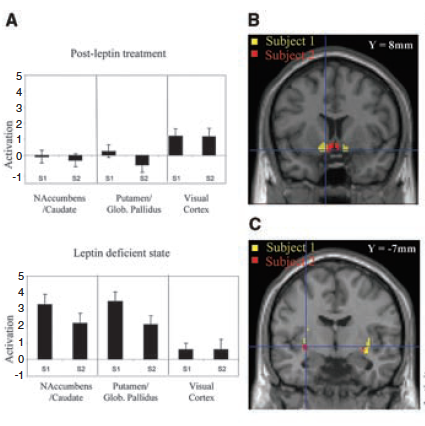 A
Post-leptin treatment
5
4
3
2
1
0
-1
Activation
S1 S2 S1 S2 S1 S2
NAccumbens Putamen/ Visual
/Caudate Glob. Pallidus Cortex
Leptin deficient state
5
4
3
2
1
0
-1
Activation
S1 S2 S1 S2 S1 S2
NAccumbens Putamen/ Visual
/Caudate Glob. Pallidus Cortex
B
Subject 1 Y = 8mm
Subject 2
C
Subject 1 Y = -7mm
Subject